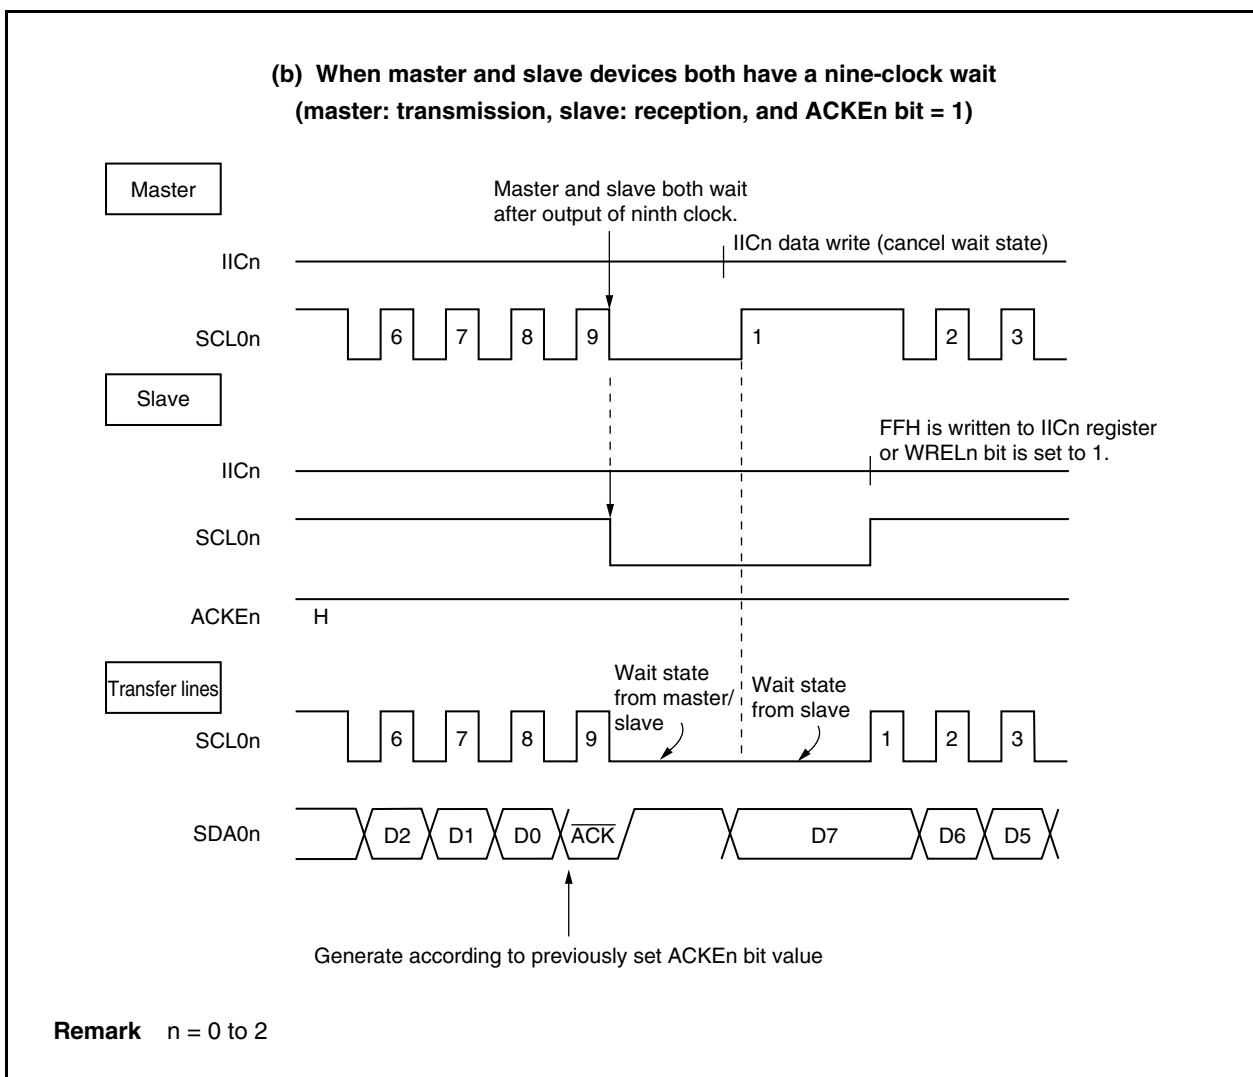 (b) When master and slave devices both have a nine-clock wait
(master: transmission, slave: reception, and ACKEn bit = 1)
Master
Master and slave both wait
after output of ninth clock.
IICn data write (cancel wait state)
IICn
SCL0n
6 7 8 9 1 2 3
Slave
FFH is written to IICn register
or WRELn bit is set to 1.
IICn
SCL0n
ACKEn
H
Transfer lines
Wait state
from master/
slave
Wait state
from slave
SCL0n
6 7 8 9 1 2 3
SDA0n
D2 D1 D0 ACK D7 D6 D5
Generate according to previously set ACKEn bit value
Remark n = 0 to 2